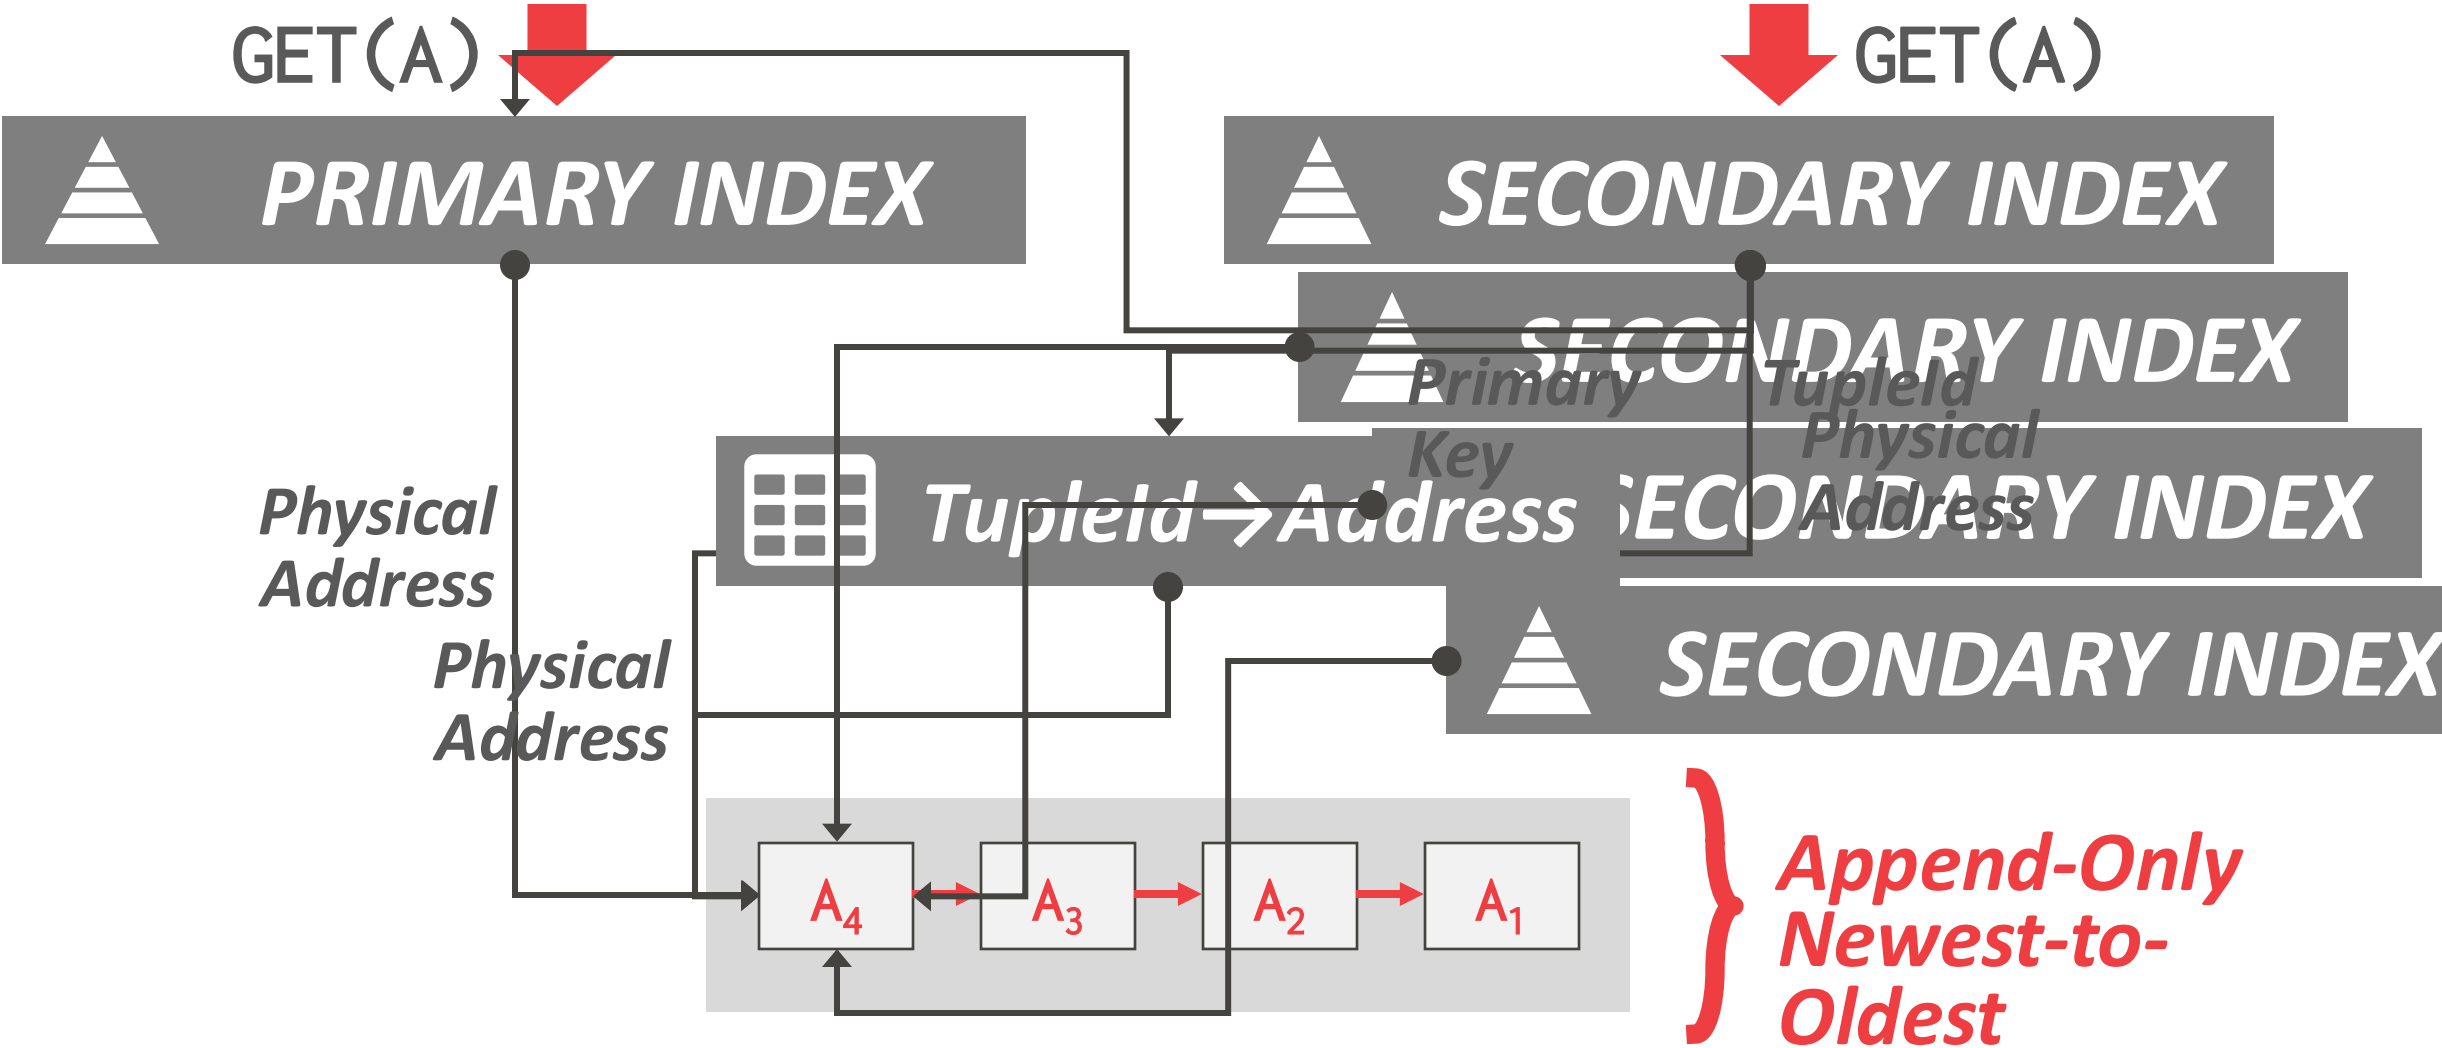 GET(A)
GET(A)
PRIMARY INDEX
SECONDARY INDEX
SECONDARY INDEX
Primary
Key
TupleId
Physical
Address
SECONDARY INDEX
TupleId→Address
Physical
Address
SECONDARY INDEX
Physical
Address
A4
A3
A2
A1
Append-Only
Newest-to-
Oldest